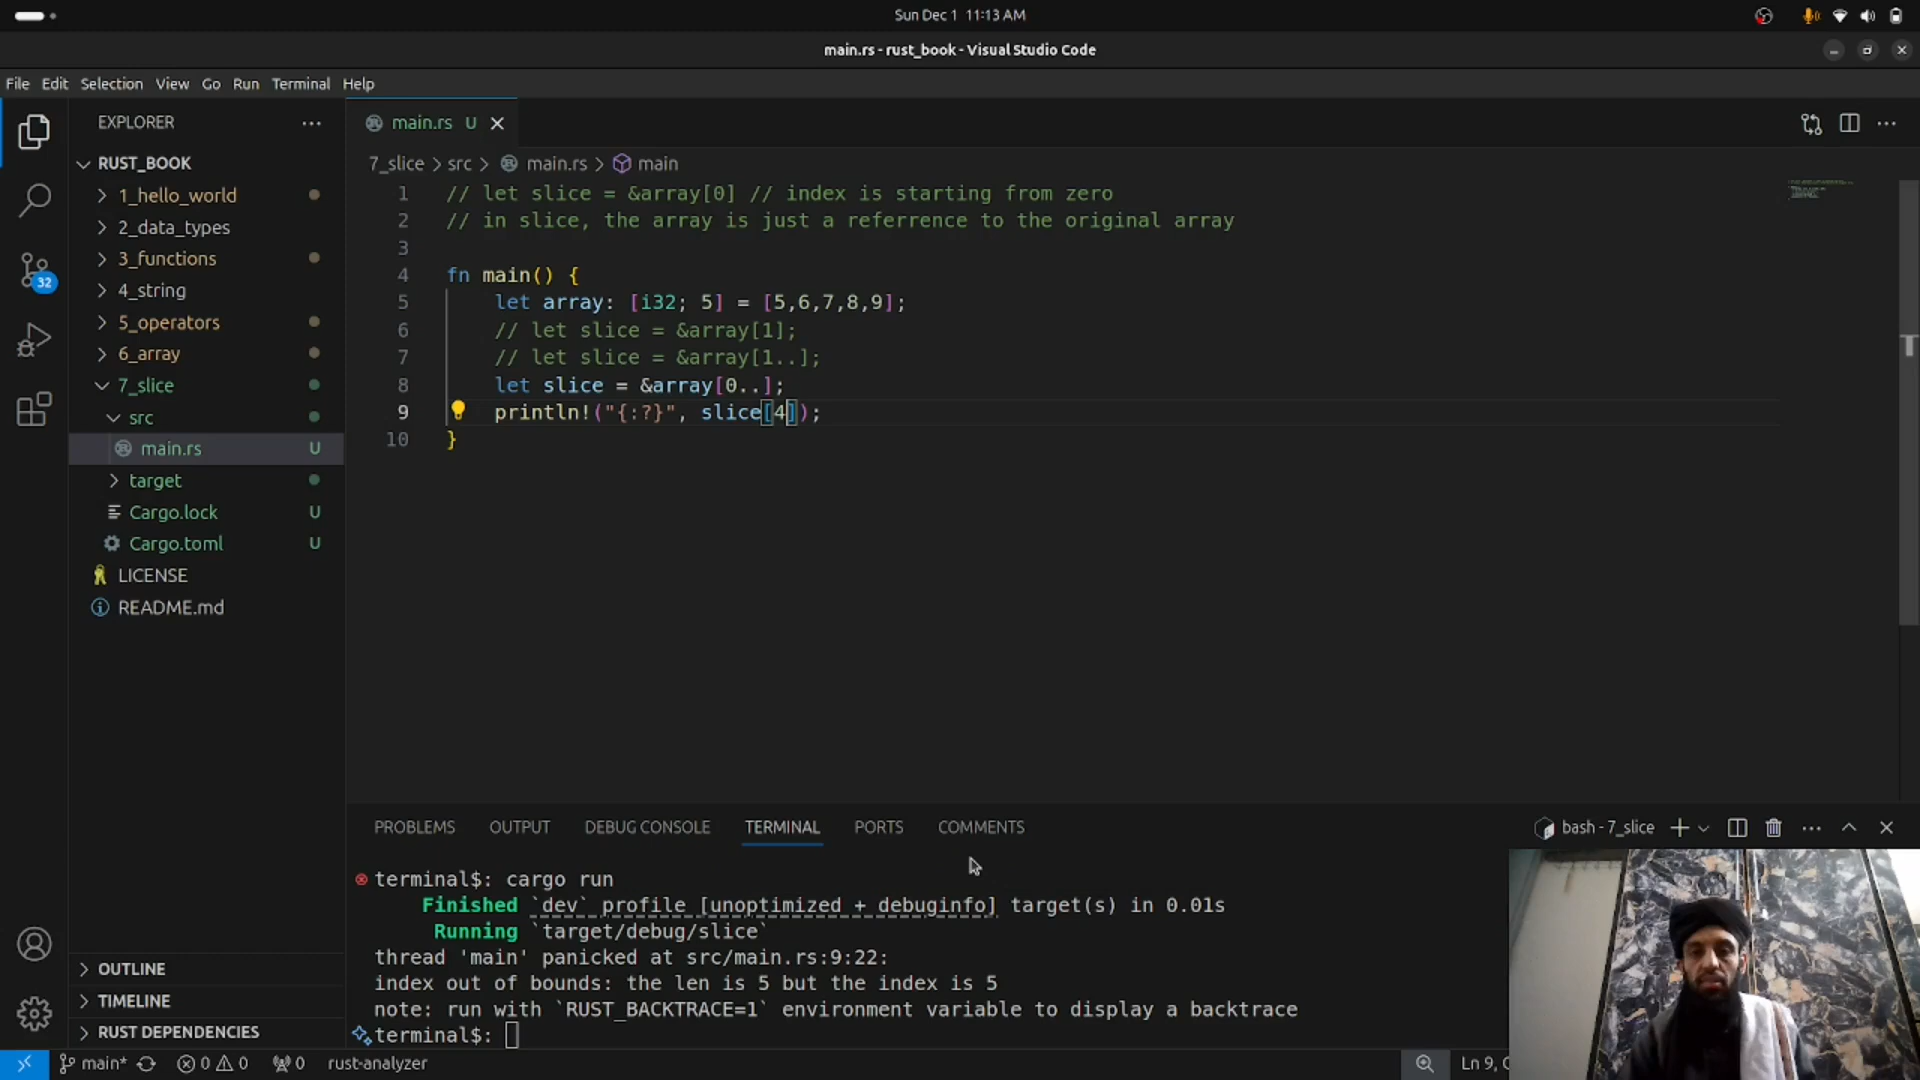 Sun Dec 1 11:13 AM
main.rs - rust_book - Visual Studio Code
File Edit Selection View Go Run Terminal Help
EXPLORER
RUST_BOOK
1_hello_world
2_data_types
3_functions
4_string
5_operators
6_array
7_slice
src
main.rs U
target
Cargo.lock U
Cargo.toml U
LICENSE
README.md
OUTLINE
TIMELINE
RUST DEPENDENCIES
32
main.rs U
7_slice > src > main.rs > main
1 // let slice = &array[0] // index is starting from zero
2 // in slice, the array is just a referrence to the original array
3
4 fn main() {
5 let array: [i32; 5] = [5,6,7,8,9];
6 // let slice = &array[1];
7 // let slice = &array[1..];
8 let slice = &array[0..];
9 println!("{:?}", slice[4]);
10 }
PROBLEMS OUTPUT DEBUG CONSOLE TERMINAL PORTS COMMENTS
bash - 7_slice
terminal$: cargo run
Finished `dev` profile [unoptimized + debuginfo] target(s) in 0.01s
Running `target/debug/slice`
thread 'main' panicked at src/main.rs:9:22:
index out of bounds: the len is 5 but the index is 5
note: run with `RUST_BACKTRACE=1` environment variable to display a backtrace
terminal$:
main* 0 0 0 rust-analyzer
Ln 9,